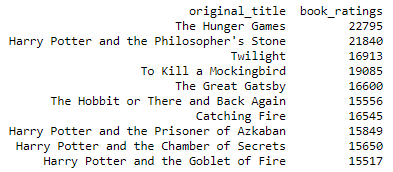 original_title book_ratings
The Hunger Games 22795
Harry Potter and the Philosopher's Stone 21840
Twilight 16913
To Kill a Mockingbird 19085
The Great Gatsby 16600
The Hobbit or There and Back Again 15556
Catching Fire 16545
Harry Potter and the Prisoner of Azkaban 15849
Harry Potter and the Chamber of Secrets 15650
Harry Potter and the Goblet of Fire 15517